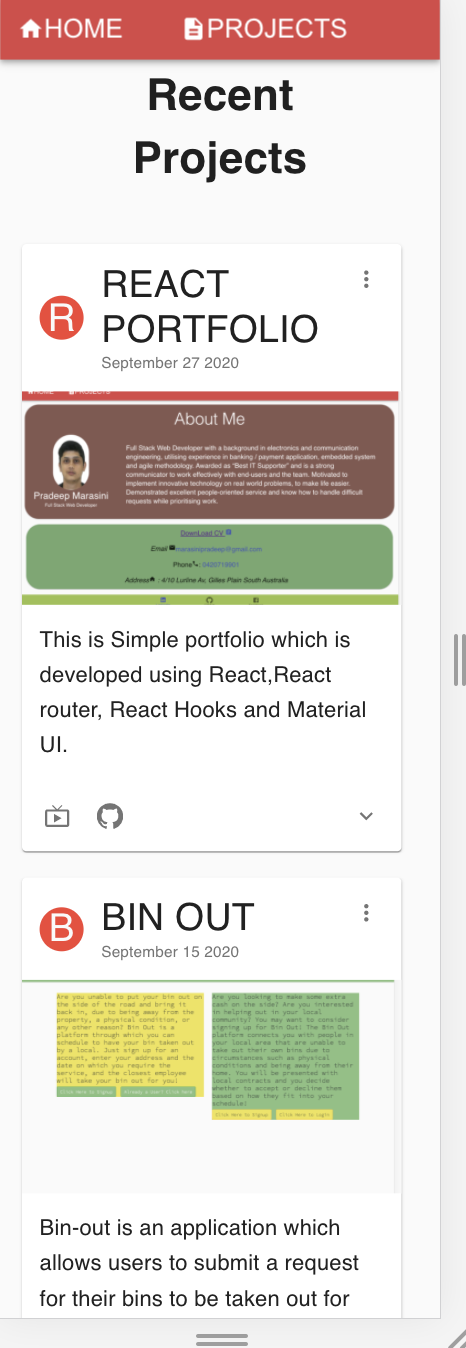 HOME PROJECTS
Recent
Projects
R
REACT
PORTFOLIO
September 27 2020
HOME PROJECTS
About Me
Full Stack Web Developer with a background in electronics and communication
engineering, utilising experience in banking / payment application, embedded system
and agile methodology. Awarded as "Best IT Supporter" and is a strong
communicator to work effectively with end-users and the team. Motivated to
implement innovative technology on real world problems, to make life easier.
Demonstrated excellent people-oriented service and know how to handle difficult
requests while prioritising work.
Pradeep Marasini
Full Stack Web Developer
DownLoad CV
Email marasinipradeep@gmail.com
Phone : 0420719901
Address : 4/10 Lurline Av, Gilles Plain South Australia
This is Simple portfolio which is
developed using React,React
router, React Hooks and Material
UI.
B
BIN OUT
September 15 2020
Are you unable to put your bin out on
the side of the road and bring it
back in, due to being away from the
property, a physical condition, or
any other reason? Bin Out is a
platform through which you can
schedule to have your bin taken out
by a local. Just sign up for an
account, enter your address and the
date on which you require the
service, and the closest employee
will take your bin out for you!
Click Here to Signup Already a User? Click Here
Are you looking to make some extra
cash on the side? Are you interested
in helping out in your local
community? You may want to consider
signing up for Bin Out! The Bin Out
platform connects you with people in
your local area that are unable to
take out their own bins due to
circumstances such as medical
conditions and being away from their
home. You will be presented with
local contracts and you decide
whether to accept or decline them
based on how they fit into your
schedule!
Click Here to Signup Click Here to Login
Bin-out is an application which
allows users to submit a request
for their bins to be taken out for